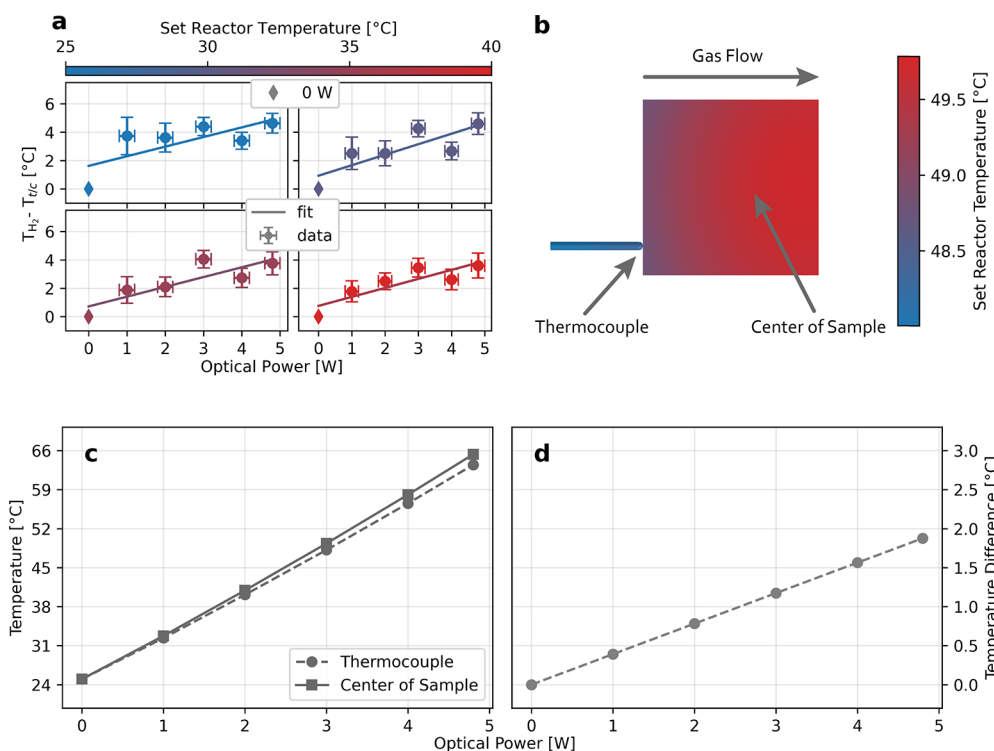 a
Set Reactor Temperature [°C]
25 30 35 40
0 W
6
4
2
0
T_H₂- T_t/c [°C]
fit
data
6
4
2
0
0 1 2 3 4 5 0 1 2 3 4 5
Optical Power [W]
b
Gas Flow
Thermocouple
Center of Sample
49.5
49.0
48.5
Set Reactor Temperature [°C]
c
66
59
52
45
38
31
24
Temperature [°C]
Thermocouple
Center of Sample
0 1 2 3 4 5
d
3.0
2.5
2.0
1.5
1.0
0.5
0.0
Temperature Difference [°C]
0 1 2 3 4 5
Optical Power [W]